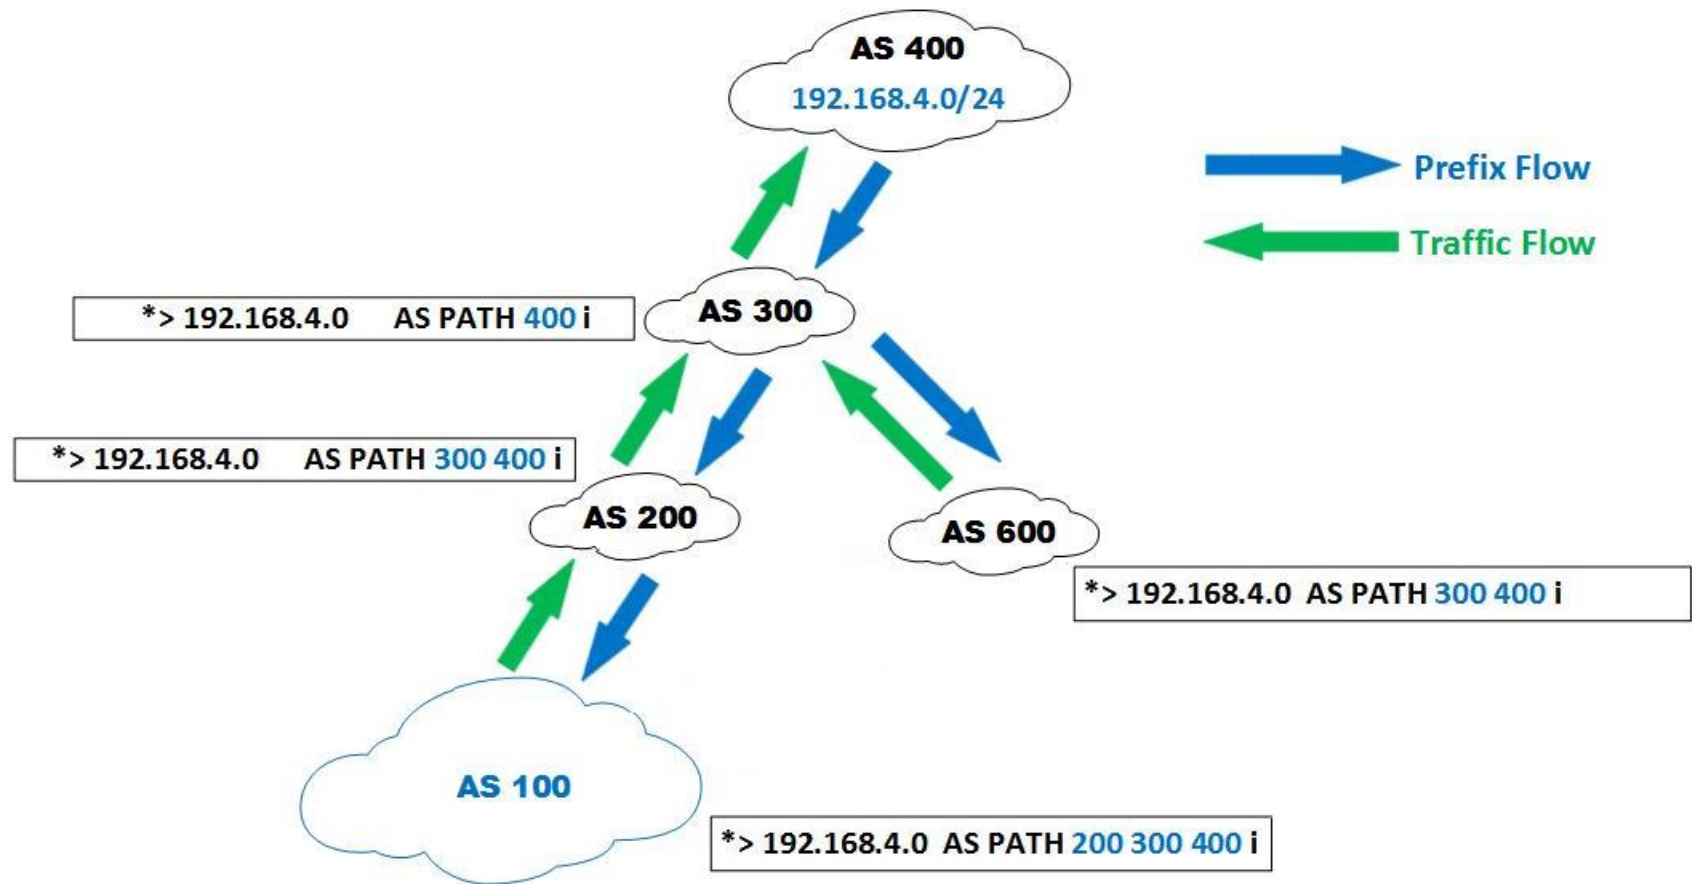 AS 400
192.168.4.0/24
Prefix Flow
Traffic Flow
AS 300
*> 192.168.4.0 AS PATH 400 i
*> 192.168.4.0 AS PATH 300 400 i
AS 200
AS 600
*> 192.168.4.0 AS PATH 300 400 i
AS 100
*> 192.168.4.0 AS PATH 200 300 400 i